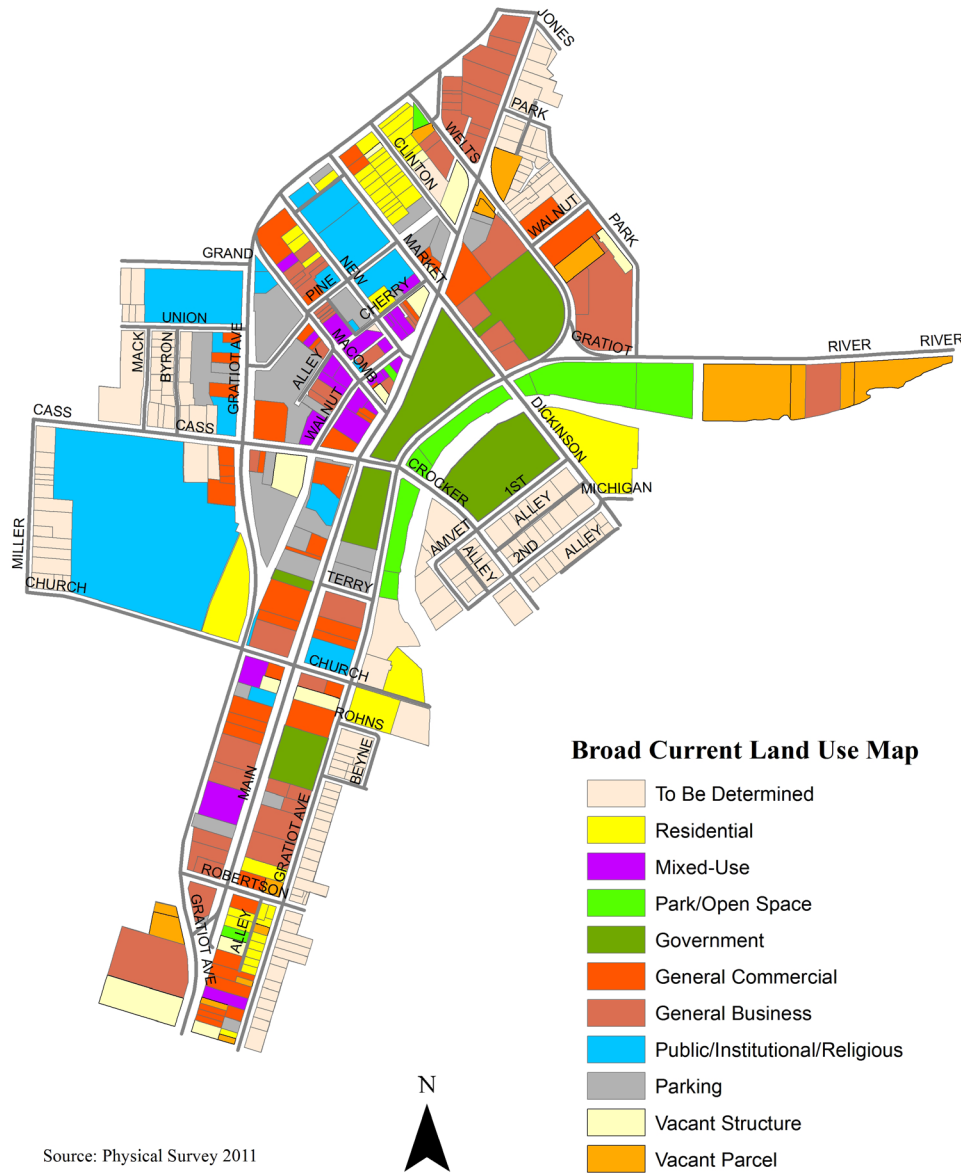 JONES
PARK
WELTS
CLINTON
WALNUT
PARK
MARKET
GRAND
NEW
PINE
CHERRY
UNION
MACK
BYRON
GRATIOT AVE
MACOMB
ALLEY
WALNUT
GRATIOT
RIVER
RIVER
RIVER
CASS
CASS
DICKINSON
CROCKER
1ST
MICHIGAN
ALLEY
AMVET
2ND
ALLEY
ALLEY
MILLER
CHURCH
TERRY
CHURCH
ROHNS
BEYNE
MAIN
GRATIOT AVE
ROBERTSON
GRATIOT AVE
ALLEY
Broad Current Land Use Map
To Be Determined
Residential
Mixed-Use
Park/Open Space
Government
General Commercial
General Business
Public/Institutional/Religious
Parking
Vacant Structure
Vacant Parcel
N
Source: Physical Survey 2011